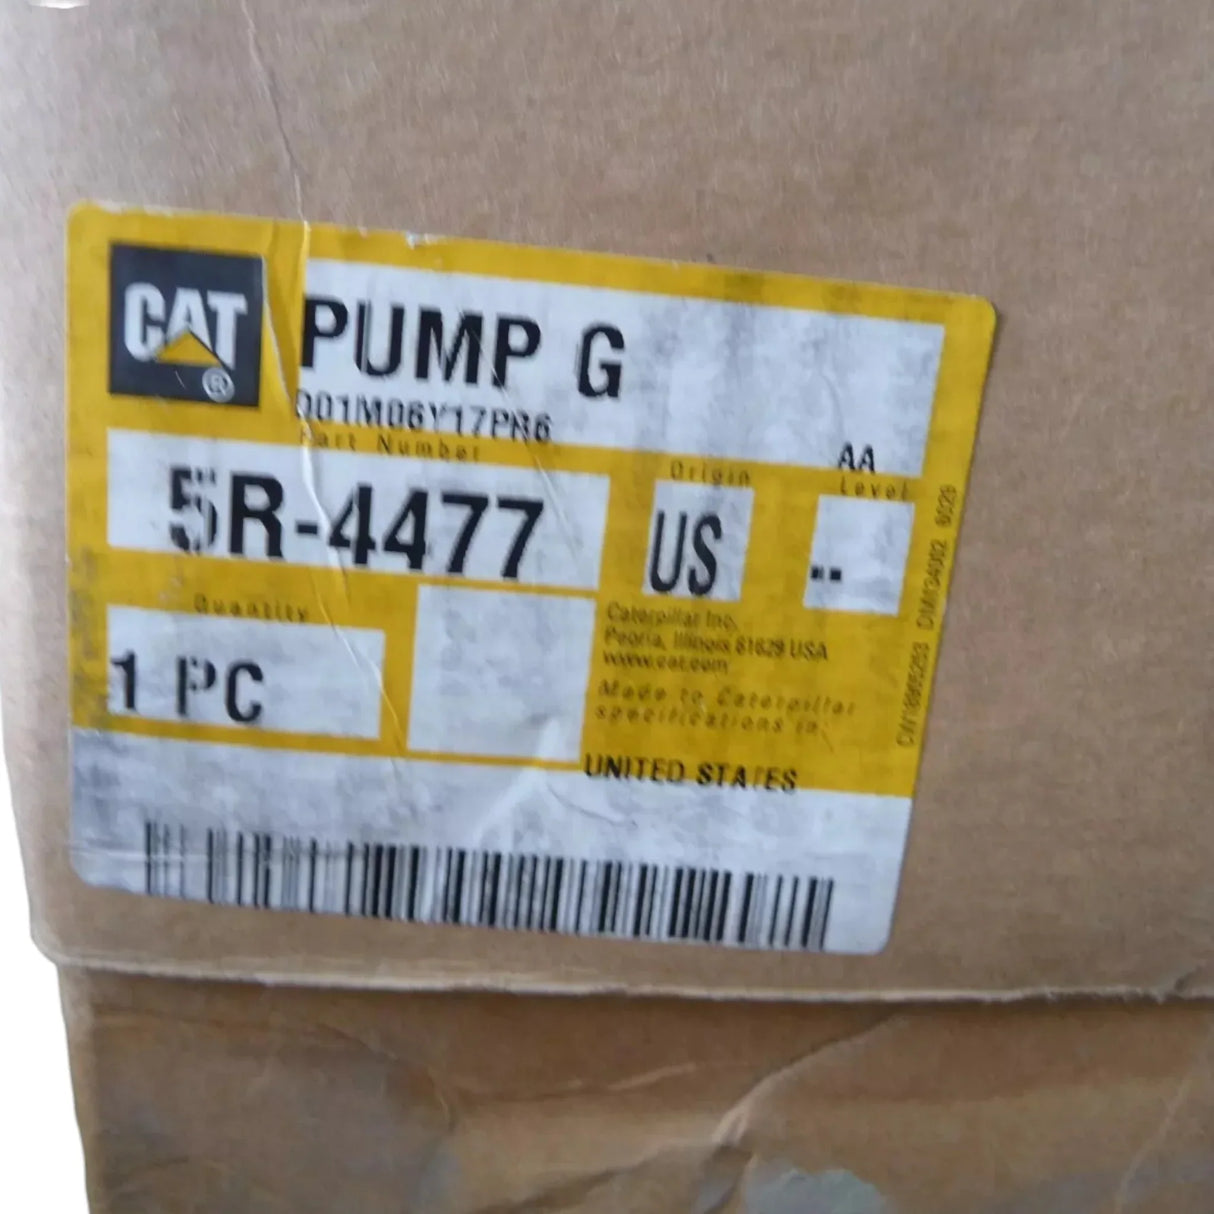 CAT
®
PUMP G
D01M06Y17PR6
AA
Part Number
Origin
Level
5R-4477
US
--
Quantity
1 PC
Caterpillar Inc.
Peoria, Illinois 61629 USA
www.cat.com
Made to Caterpillar
specifications in:
UNITED STATES